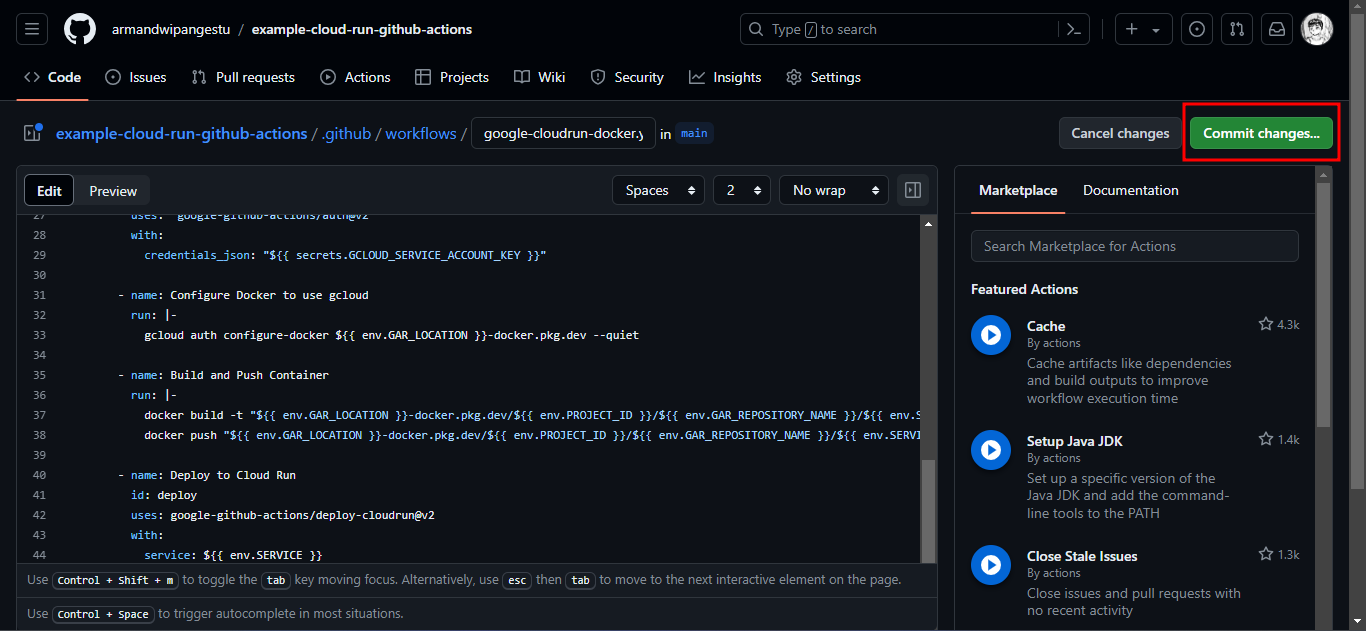 armandwipangestu / example-cloud-run-github-actions
Type / to search
Code Issues Pull requests Actions Projects Wiki Security Insights Settings
example-cloud-run-github-actions / .github / workflows / google-cloudrun-docker.y in main
Cancel changes Commit changes...
Edit Preview Spaces 2 No wrap
27 uses: google-github-actions/auth@v2
28 with:
29 credentials_json: "${{ secrets.GCLOUD_SERVICE_ACCOUNT_KEY }}"
30
31 - name: Configure Docker to use gcloud
32 run: |-
33 gcloud auth configure-docker ${{ env.GAR_LOCATION }}-docker.pkg.dev --quiet
34
35 - name: Build and Push Container
36 run: |-
37 docker build -t "${{ env.GAR_LOCATION }}-docker.pkg.dev/${{ env.PROJECT_ID }}/${{ env.GAR_REPOSITORY_NAME }}/${{ env.S
38 docker push "${{ env.GAR_LOCATION }}-docker.pkg.dev/${{ env.PROJECT_ID }}/${{ env.GAR_REPOSITORY_NAME }}/${{ env.SERVI
39
40 - name: Deploy to Cloud Run
41 id: deploy
42 uses: google-github-actions/deploy-cloudrun@v2
43 with:
44 service: ${{ env.SERVICE }}
Use Control + Shift + m to toggle the tab key moving focus. Alternatively, use esc then tab to move to the next interactive element on the page.
Use Control + Space to trigger autocomplete in most situations.
Marketplace Documentation
Search Marketplace for Actions
Featured Actions
Cache 4.3k
By actions
Cache artifacts like dependencies
and build outputs to improve
workflow execution time
Setup Java JDK 1.4k
By actions
Set up a specific version of the
Java JDK and add the command-
line tools to the PATH
Close Stale Issues 1.3k
By actions
Close issues and pull requests with
no recent activity